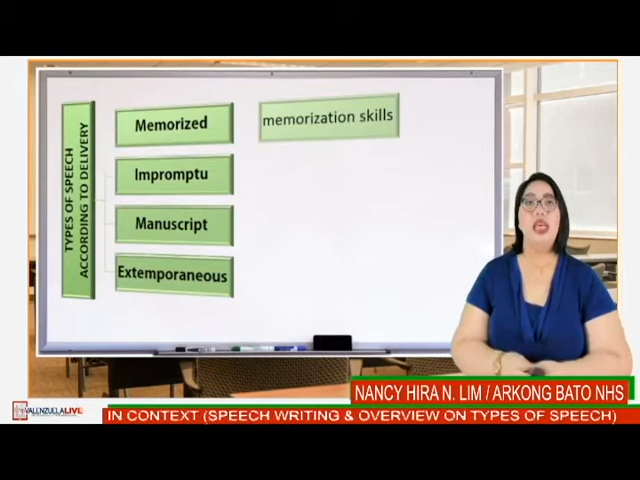 TYPES OF SPEECH
ACCORDING TO DELIVERY
Memorized
Impromptu
Manuscript
Extemporaneous
memorization skills
NANCY HIRA N. LIM / ARKONG BATO NHS
VALENZUELALIVE
IN CONTEXT (SPEECH WRITING & OVERVIEW ON TYPES OF SPEECH)